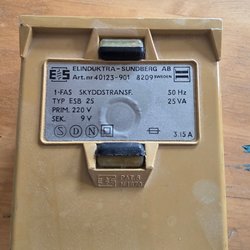 ELINDUKTRA-SUNDBERG AB
Art.nr 40123-901 8209 SWEDEN
1-FAS SKYDDSTRANSF. 50 Hz
TYP ESB 25 25 VA
PRIM. 220 V
SEK. 9 V 3.15 A